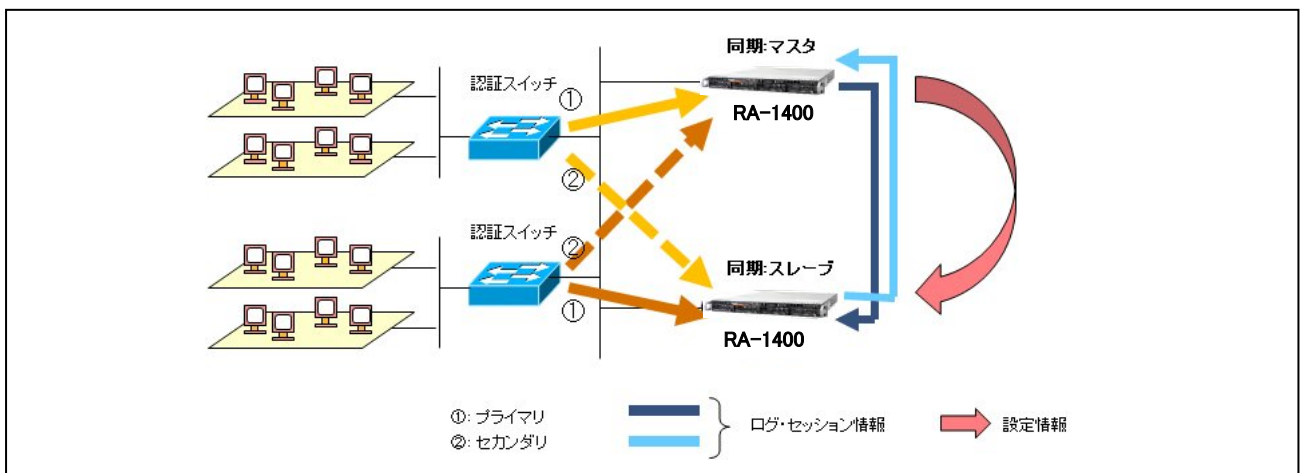 同期:マスタ
認証スイッチ
①
RA-1400
②
認証スイッチ
②
同期:スレーブ
①
RA-1400
①: プライマリ
②: セカンダリ
ログ・セッション情報
設定情報